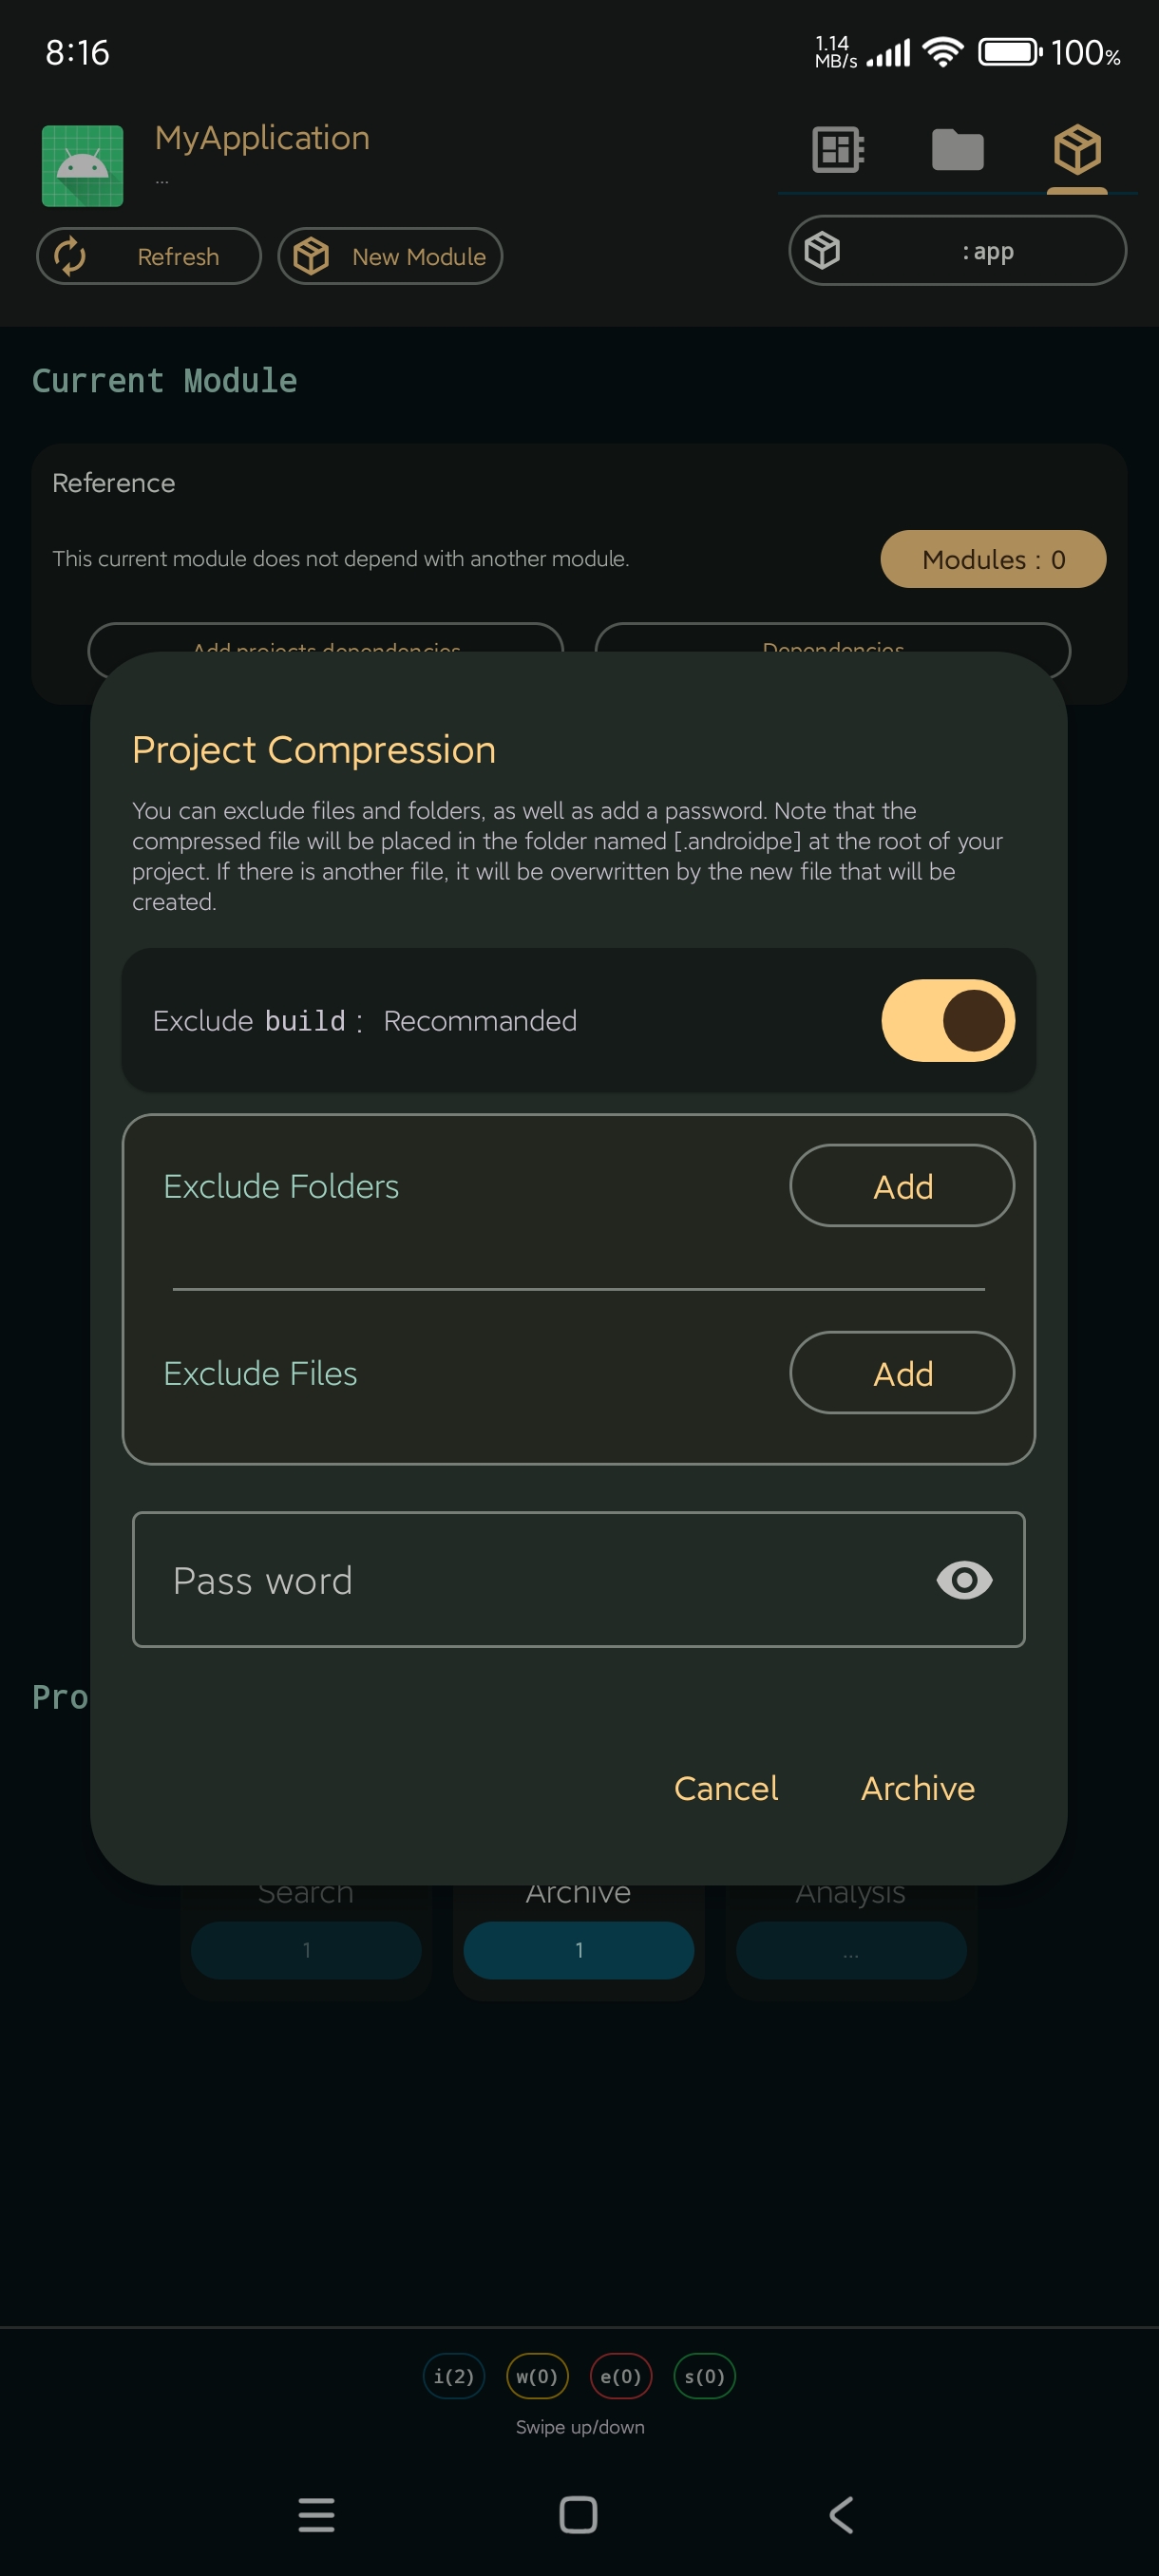 8:16
1.14
MB/s
100%
MyApplication
...
Refresh
New Module
:app
Current Module
Reference
This current module does not depend with another module.
Modules : 0
Add projects dependencies
Dependencies
Project Compression
You can exclude files and folders, as well as add a password. Note that the
compressed file will be placed in the folder named [.androidpe] at the root of your
project. If there is another file, it will be overwritten by the new file that will be
created.
Exclude build : Recommanded
Exclude Folders
Add
Exclude Files
Add
Pass word
Pro
Cancel
Archive
Search
Archive
Analysis
1
1
...
i(2)
w(0)
e(0)
s(0)
Swipe up/down